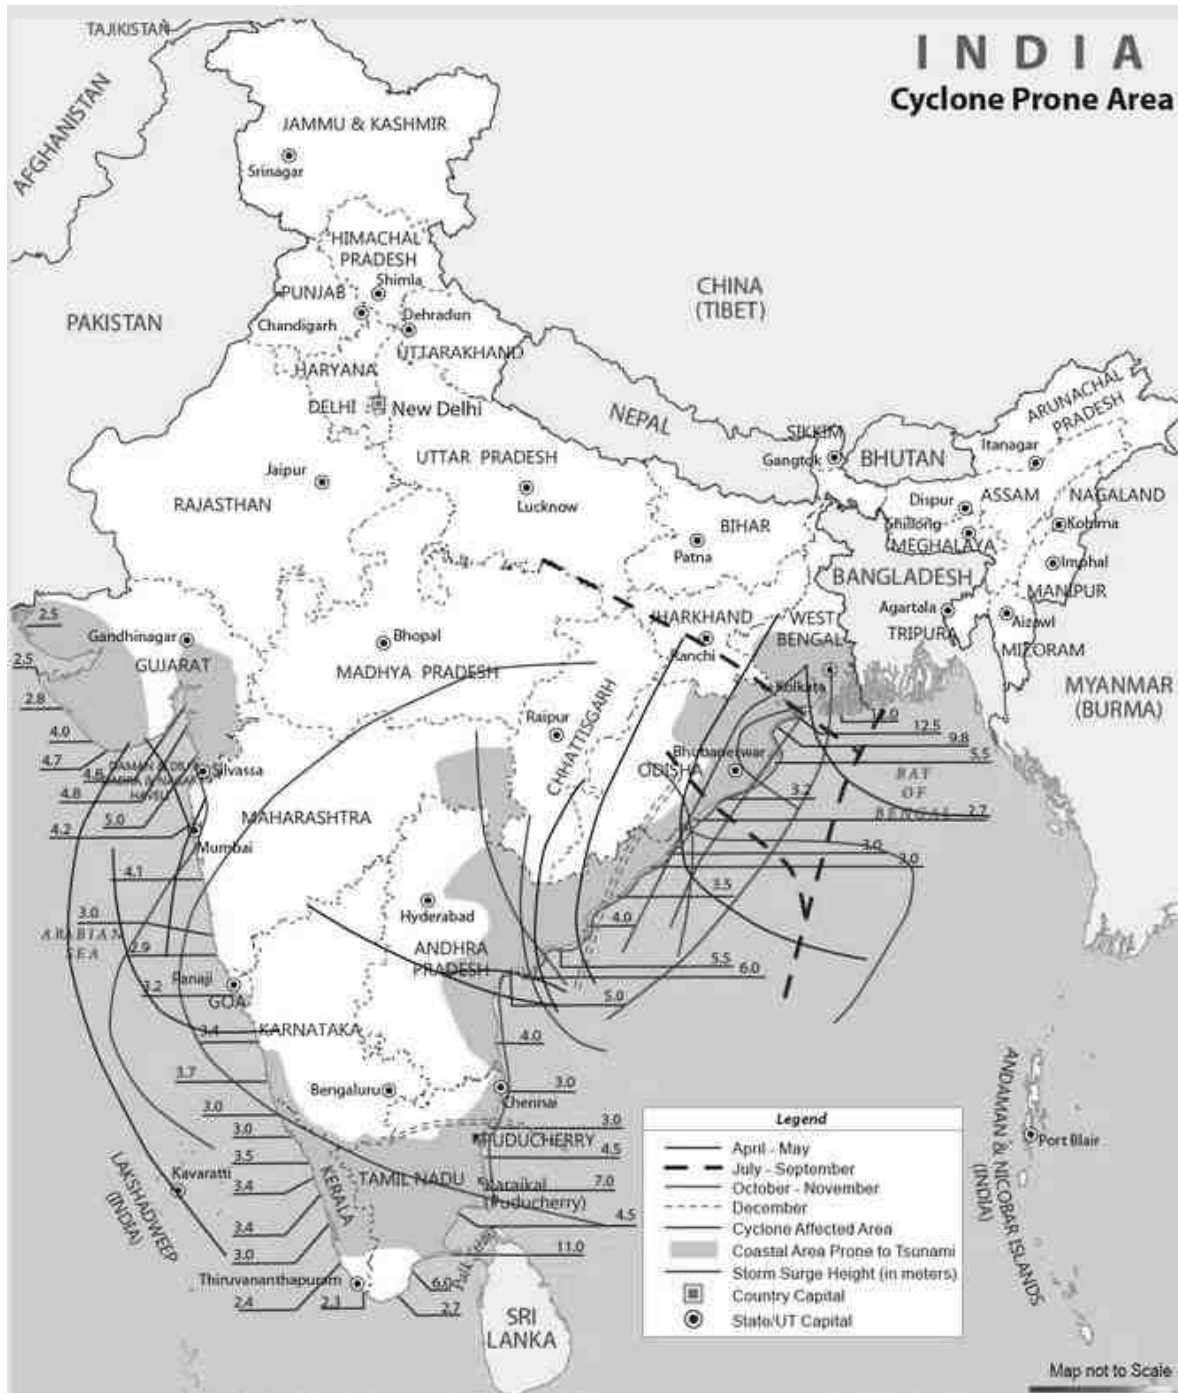 TAJIKISTAN
INDIA
Cyclone Prone Area
AFGHANISTAN
JAMMU & KASHMIR
Srinagar
HIMACHAL
PRADESH
Shimla
PUNJAB
Chandigarh
Dehradun
UTTARAKHAND
CHINA
(TIBET)
PAKISTAN
HARYANA
DELHI
New Delhi
NEPAL
SIKKIM
Gangtok
BHUTAN
ARUNACHAL
PRADESH
Itanagar
UTTAR PRADESH
Jaipur
RAJASTHAN
Lucknow
BIHAR
Patna
Dispur
ASSAM
NAGALAND
Shillong
Kohima
MEGHALAYA
Imphal
BANGLADESH
MANIPUR
Agartala
Aizawl
TRIPURA
MIZORAM
MYANMAR
(BURMA)
JHARKHAND
Ranchi
WEST
BENGAL
Kolkata
2.5
Gandhinagar
GUJARAT
Bhopal
MADHYA PRADESH
2.5
2.8
4.0
4.7
4.8
4.8
5.0
4.2
DAMAN & DIU
Silvassa
HAVELI
Raipur
CHHATTISGARH
Bhubaneswar
ODISHA
12.5
9.8
5.5
BAY
OF
BENGAL
3.2
2.7
MAHARASHTRA
Mumbai
4.1
3.0
3.0
3.0
ARABIAN
SEA
2.9
Hyderabad
3.5
4.0
ANDHRA
PRADESH
5.5
6.0
5.0
Panaji
3.2
GOA
3.4
KARNATAKA
4.0
3.7
Bengaluru
3.0
Chennai
3.0
3.0
PUDUCHERRY
4.5
3.0
3.5
3.4
Kavaratti
LAKSHADWEEP
(INDIA)
KERALA
TAMIL NADU
7.0
Karaikal
(Puducherry)
4.5
3.4
3.0
11.0
Palk Strait
Thiruvananthapuram
2.4
2.3
6.0
2.7
SRI
LANKA
ANDAMAN & NICOBAR ISLANDS
(INDIA)
Port Blair
Legend
April - May
July - September
October - November
December
Cyclone Affected Area
Coastal Area Prone to Tsunami
Storm Surge Height (in meters)
Country Capital
State/UT Capital
Map not to Scale